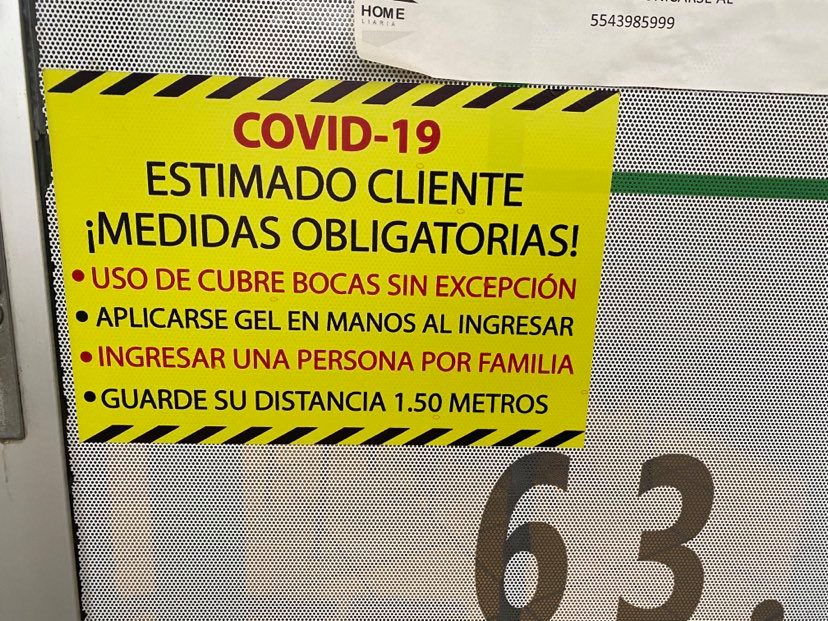 HOME
LIARIA
5543985999
COVID-19
ESTIMADO CLIENTE
¡MEDIDAS OBLIGATORIAS!
• USO DE CUBRE BOCAS SIN EXCEPCIÓN
• APLICARSE GEL EN MANOS AL INGRESAR
• INGRESAR UNA PERSONA POR FAMILIA
• GUARDE SU DISTANCIA 1.50 METROS
63.